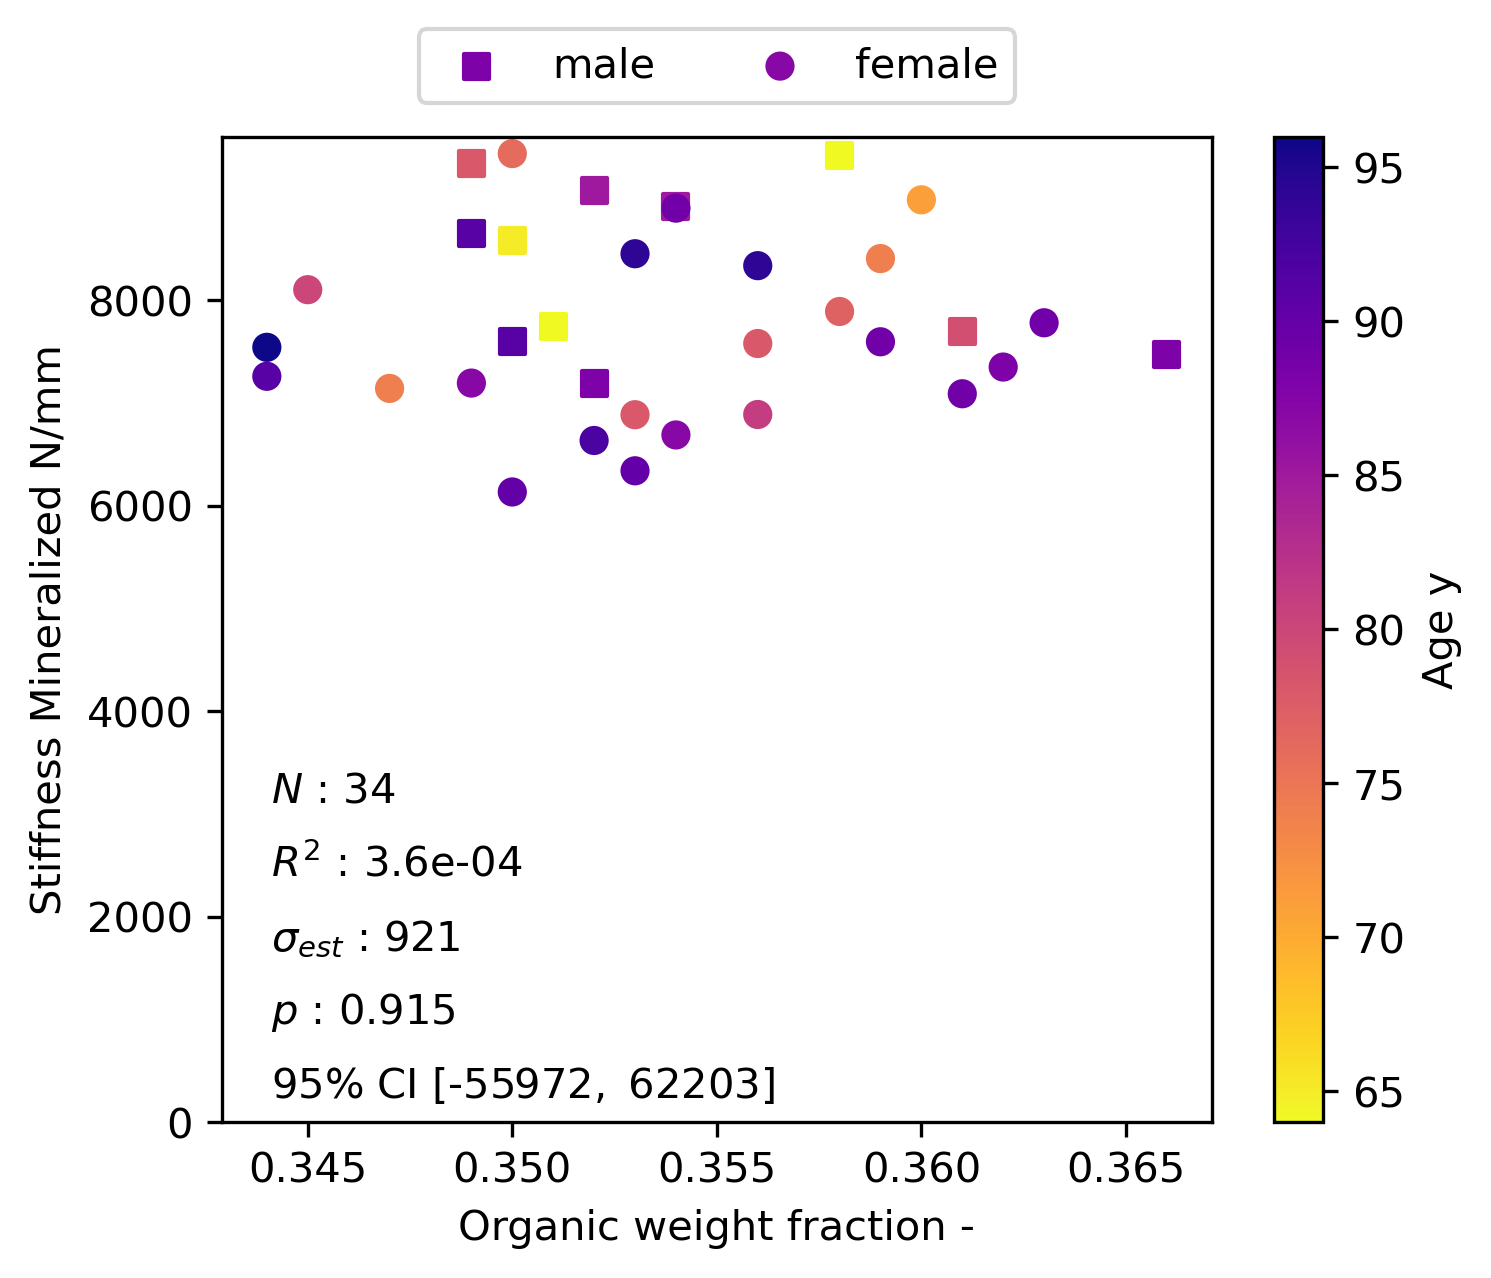 male female
8000
6000
4000
2000
0
Stiffness Mineralized N/mm
N : 34
R² : 3.6e-04
σest : 921
p : 0.915
95% CI [-55972, 62203]
0.345 0.350 0.355 0.360 0.365
Organic weight fraction -
95
90
85
80
75
70
65
Age y